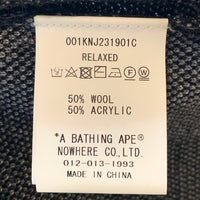 001KNJ231901C
RELAXED
50% WOOL
50% ACRYLIC
*A BATHING APE®
NOWHERE CO.,LTD.
012-013-1993
MADE IN CHINA